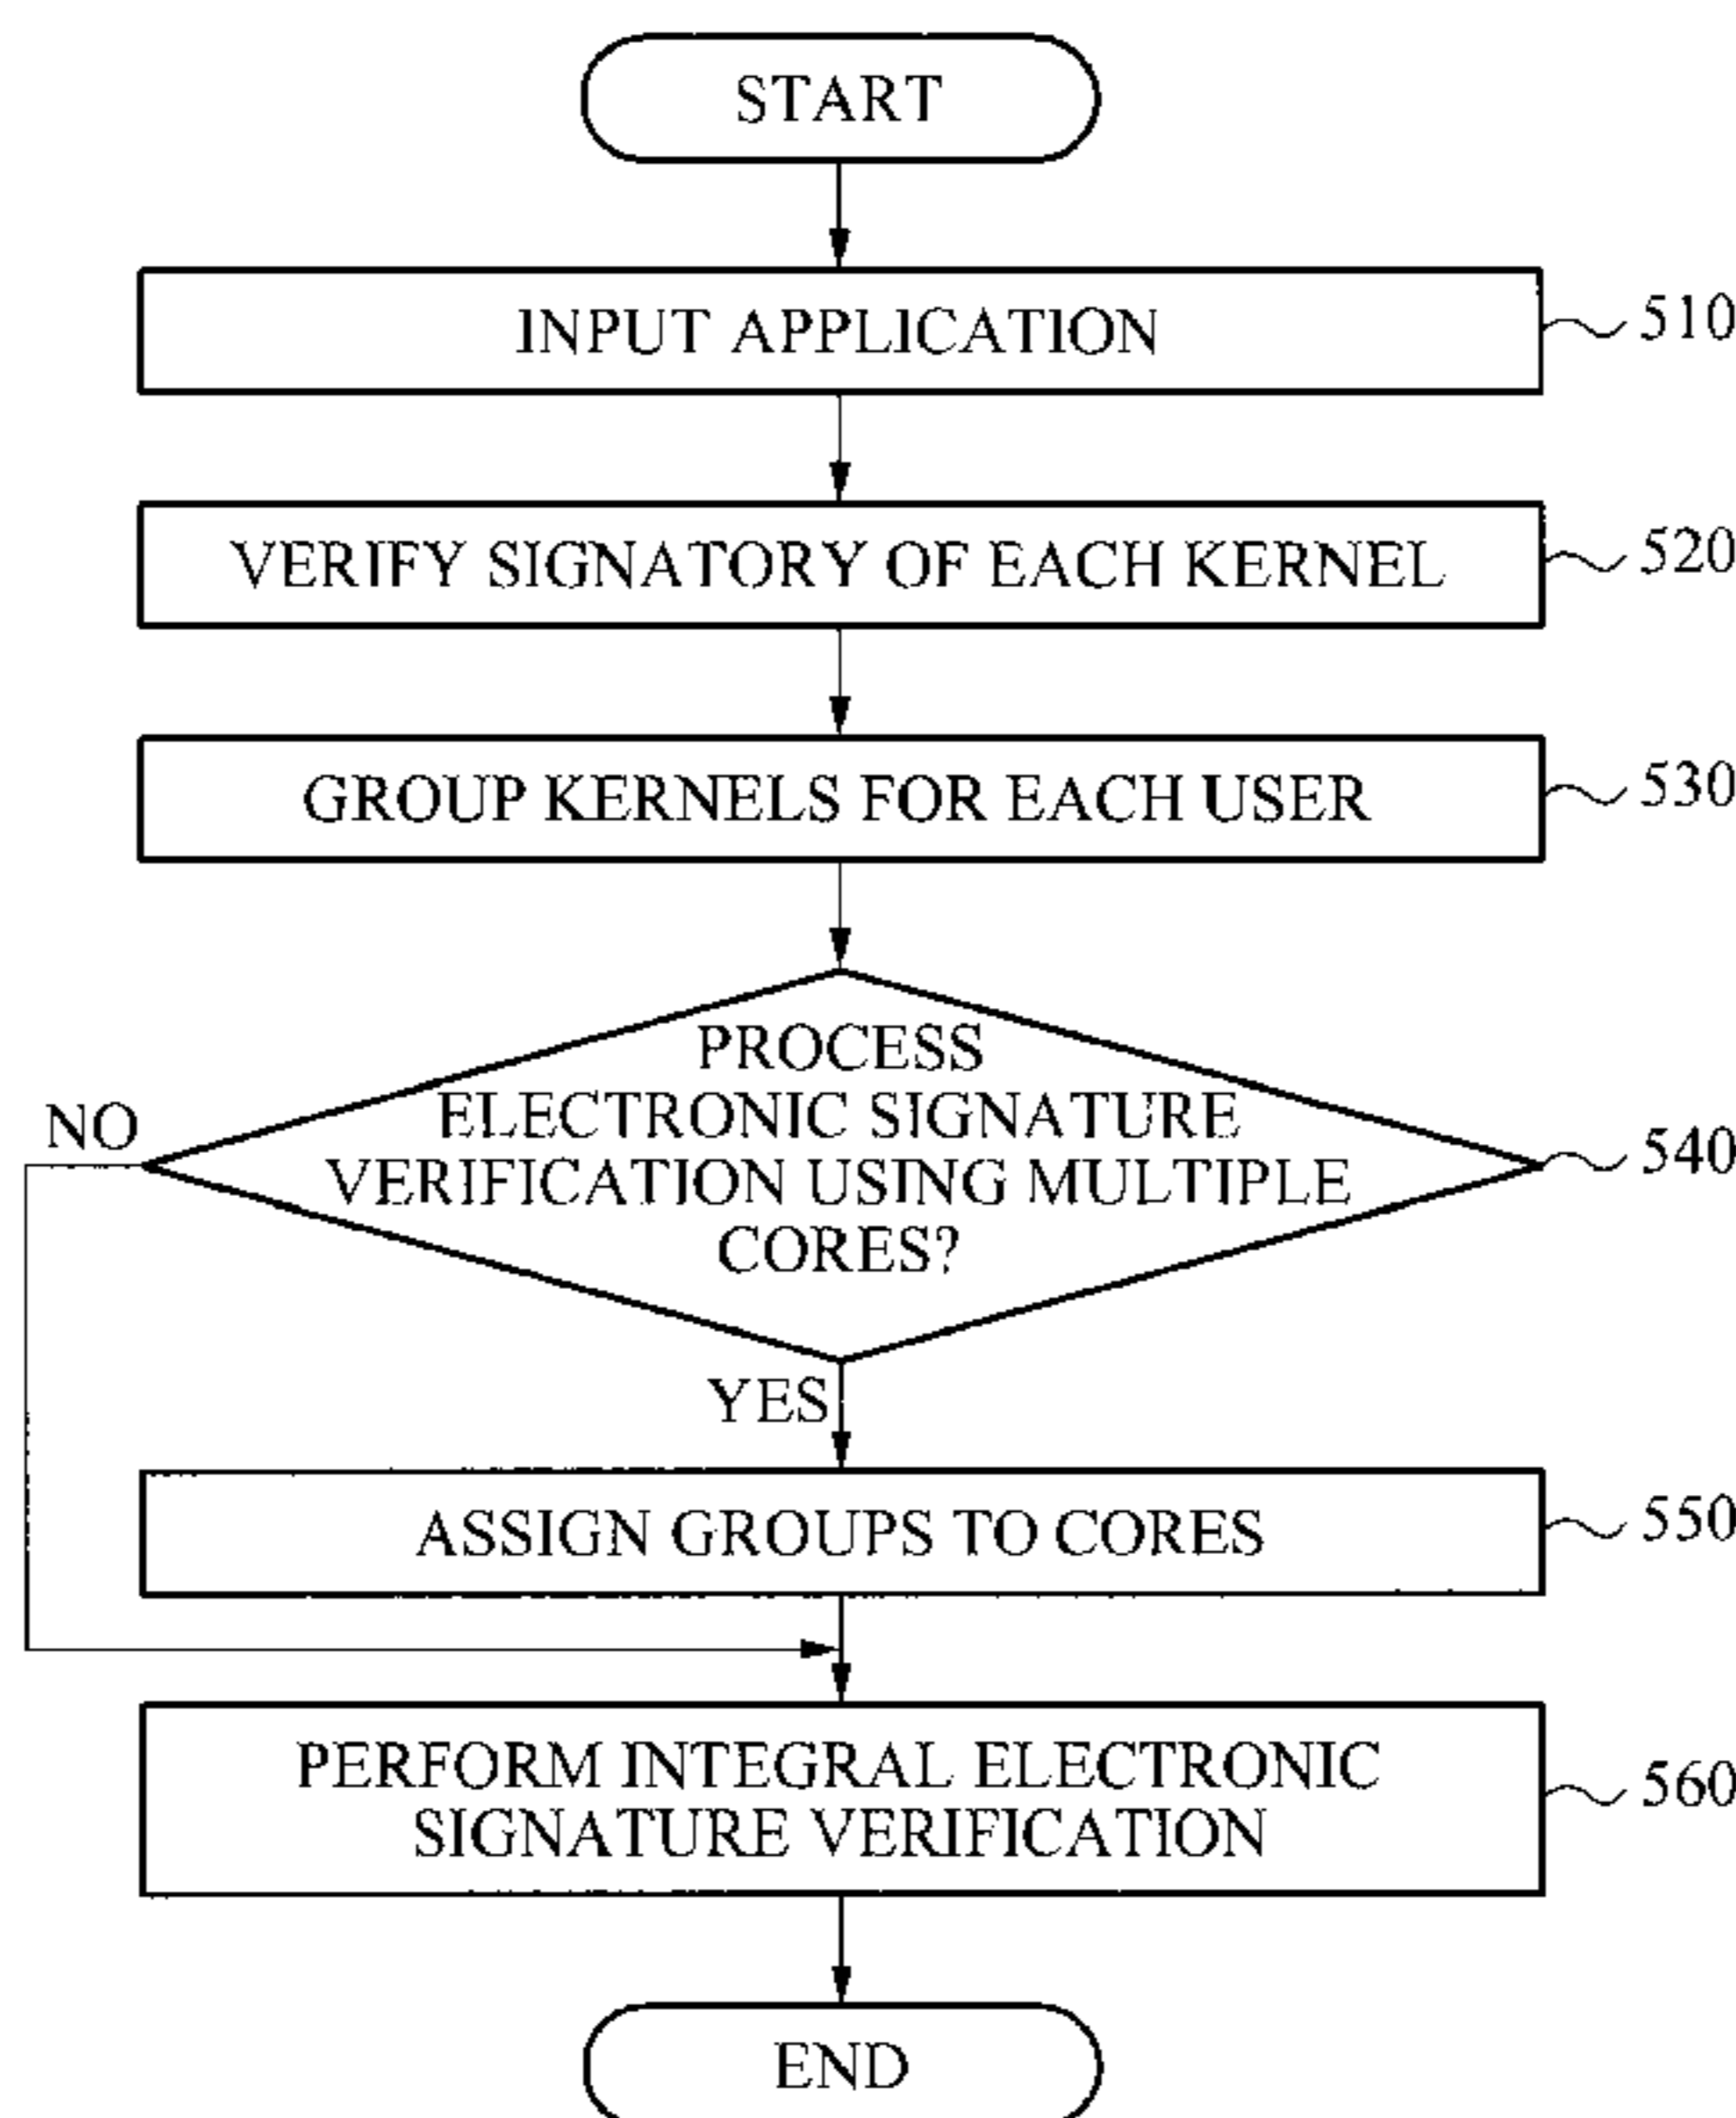 START
INPUT APPLICATION
510
VERIFY SIGNATORY OF EACH KERNEL
520
GROUP KERNELS FOR EACH USER
530
PROCESS
ELECTRONIC SIGNATURE
VERIFICATION USING MULTIPLE
CORES?
540
NO
YES
ASSIGN GROUPS TO CORES
550
PERFORM INTEGRAL ELECTRONIC
SIGNATURE VERIFICATION
560
END